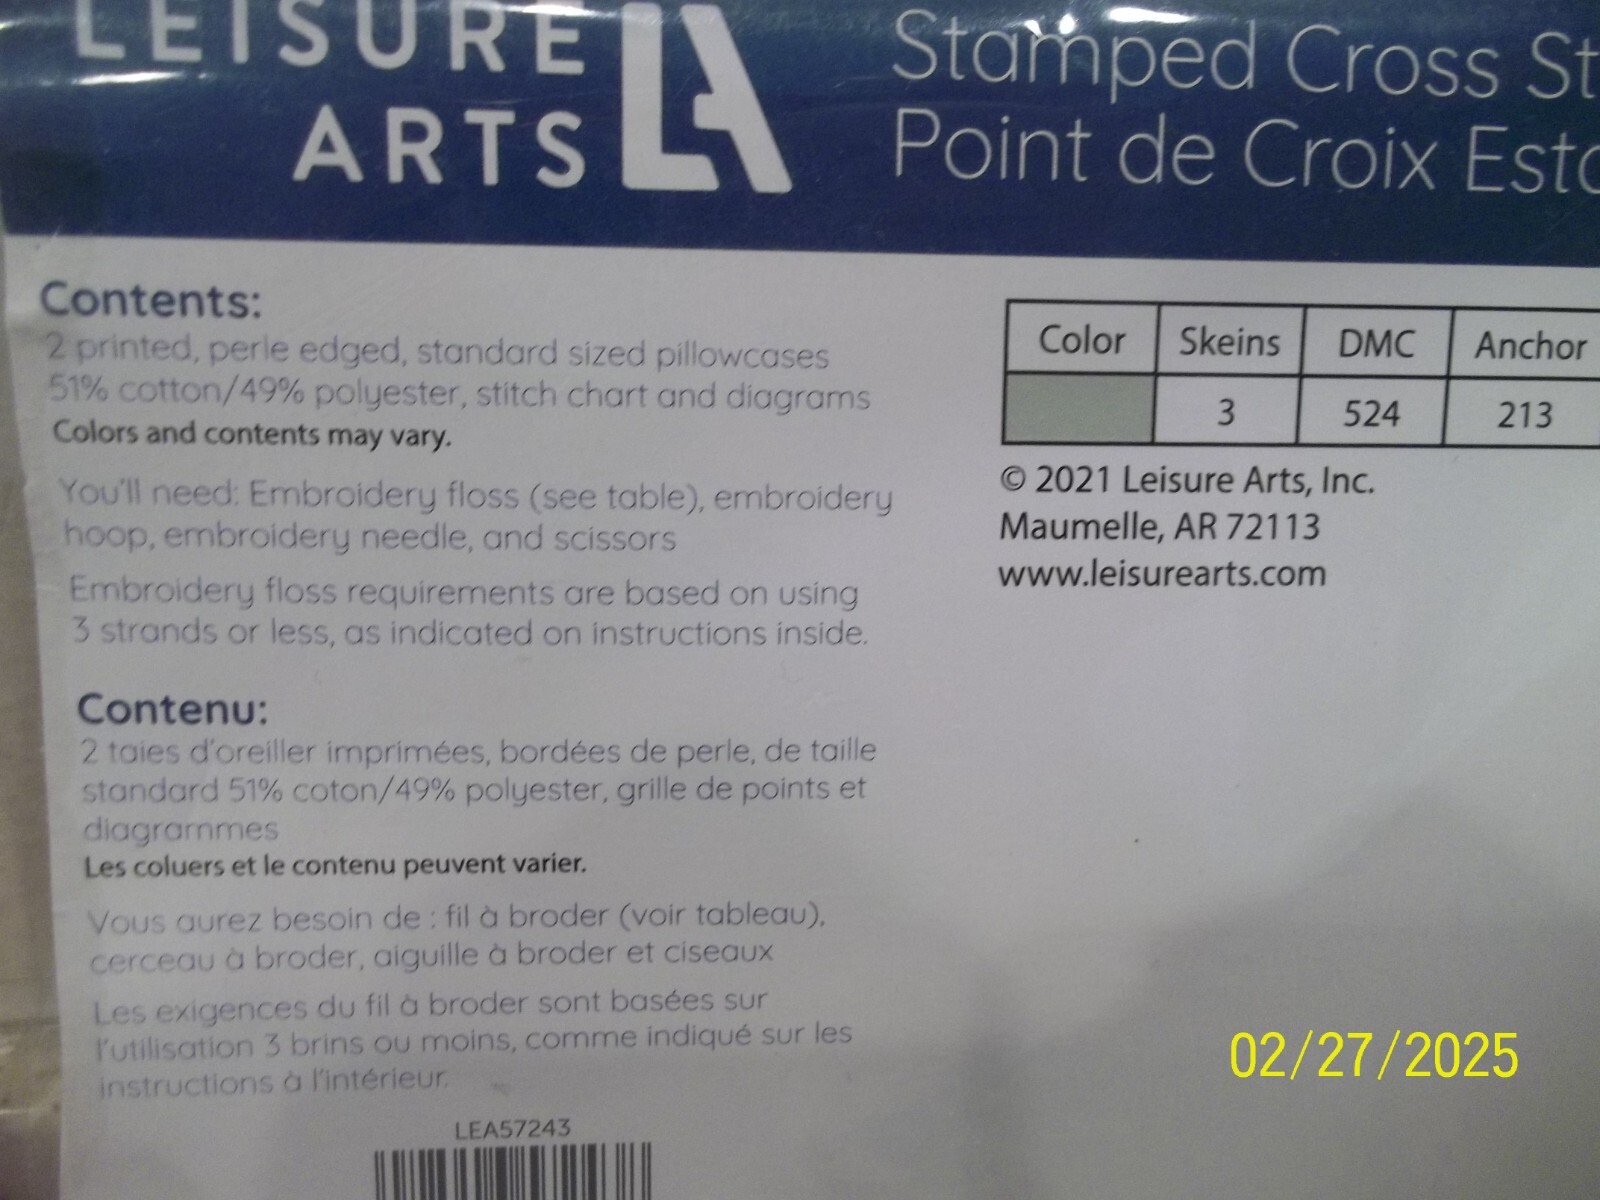 LEISURE
ARTS
Stamped Cross
Point de Croix
Contents:
2 printed, perle edged, standard sized pillowcases
51% cotton/49% polyester, stitch chart and diagrams
Colors and contents may vary.
You'll need: Embroidery floss (see table), embroidery
hoop, embroidery needle, and scissors
Embroidery floss requirements are based on using
3 strands or less, as indicated on instructions inside.
Contenu:
2 taies d'oreiller imprimées, bordées de perle, de taille
standard 51% coton/49% polyester, grille de points et
diagrammes
Les coluers et le contenu peuvent varier.
Vous aurez besoin de : fil à broder (voir tableau),
cerceau à broder, aiguille à broder et ciseaux
Les exigences du fil à broder sont basées sur
l'utilisation 3 brins ou moins, comme indiqué sur les
instructions à l'intérieur.
LEA57243
Color Skeins DMC Anchor
3 524 213
© 2021 Leisure Arts, Inc.
Maumelle, AR 72113
www.leisurearts.com
02/27/2025